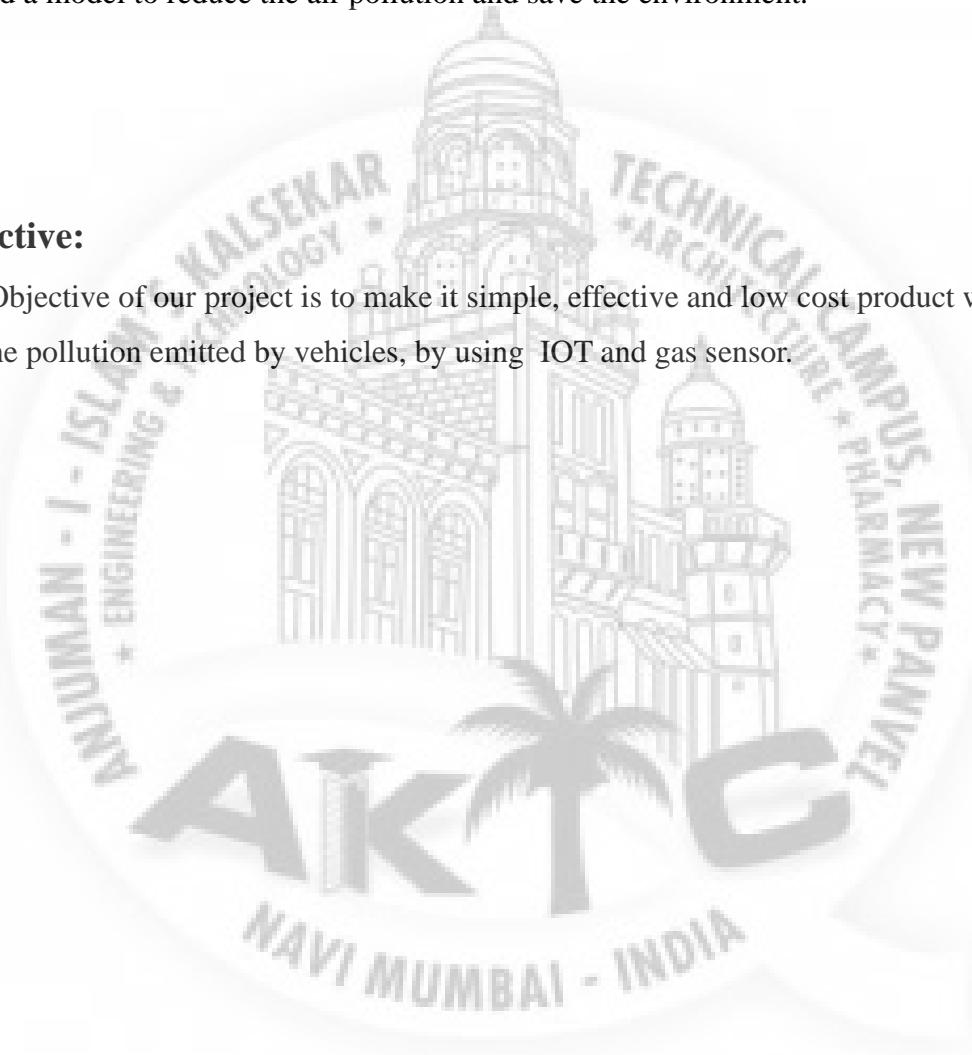 d a model to reduce the air pollution and save the environment.
ctive:
Objective of our project is to make it simple, effective and low cost product w
e pollution emitted by vehicles, by using IOT and gas sensor.
ANJUMAN - I - ISLAM'S KALSEKAR TECHNICAL CAMPUS, NEW PANVEL
* ENGINEERING & TECHNOLOGY * *ARCHITECTURE * PHARMACY*
AKTC
NAVI MUMBAI - INDIA